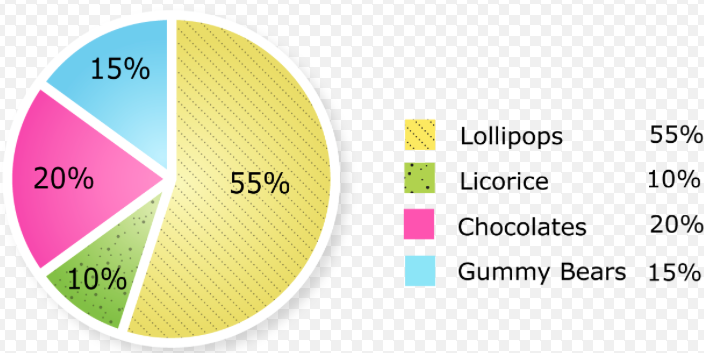 15%
20%
55%
10%
Lollipops 55%
Licorice 10%
Chocolates 20%
Gummy Bears 15%